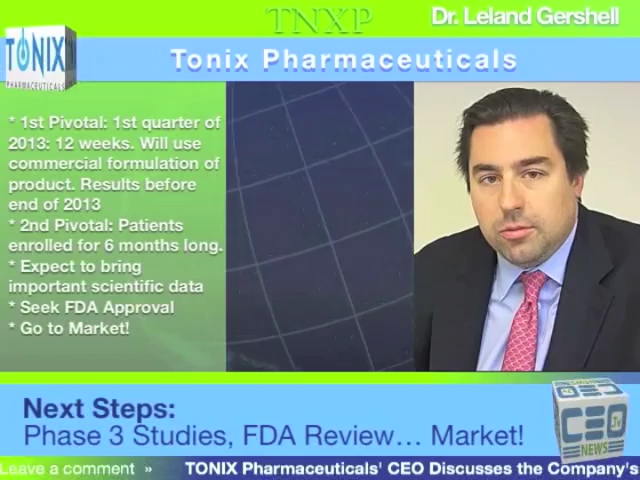 TNXP
Dr. Leland Gershell
TONIX
PHARMACEUTICALS
Tonix Pharmaceuticals
* 1st Pivotal: 1st quarter of
2013: 12 weeks. Will use
commercial formulation of
product. Results before
end of 2013
* 2nd Pivotal: Patients
enrolled for 6 months long.
* Expect to bring
important scientific data
* Seek FDA Approval
* Go to Market!
Next Steps:
Phase 3 Studies, FDA Review... Market!
CEO
NEWS
Leave a comment » TONIX Pharmaceuticals' CEO Discusses the Company's